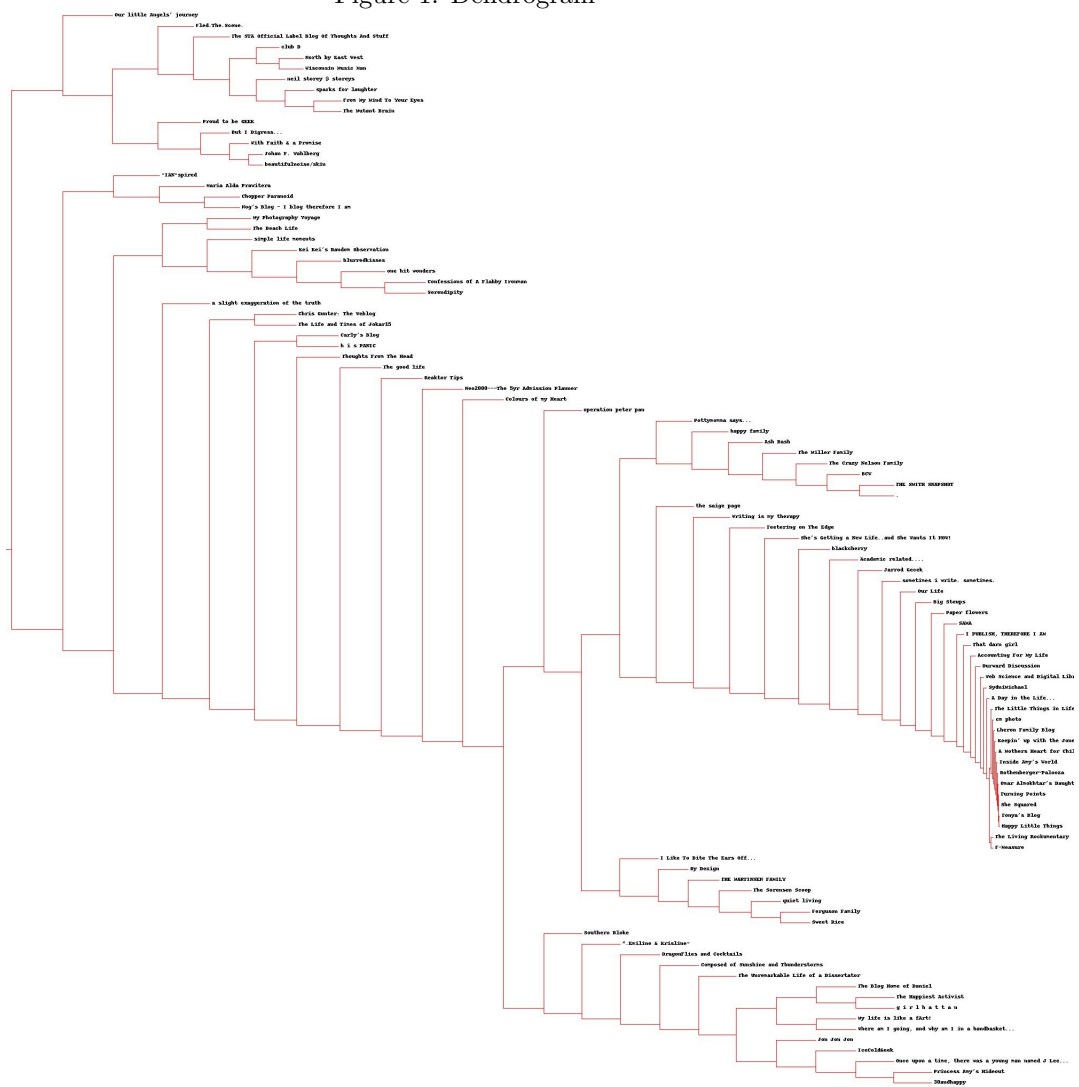 Figure 1: Dendrogram
Our little Angels' journey
Fled.The.Scene.
The STA Official Label Blog Of Thoughts And Stuff
club D
North by East West
Wisconsin Music Man
neil storey @ storeys
sparks for laughter
From My Mind To Your Eyes
The Mutant Brain
Proud to be GEEK
But I Digress...
With Faith & a Promise
Johan F. Vahlberg
beautifulnoise/skin
"IAN"spired
Maria Alda Pravitera
Chopper Paranoid
Mog's Blog - I blog therefore I am
My Photography Voyage
The Beach Life
simple life moments
Kei Kei's Random Observation
blurredkisses
one hit wonders
Confessions Of A Flabby Ironman
Serendipity
a slight exaggeration of the truth
Chris Gunter: The Weblog
The Life and Times of Jokar15
Carly's Blog
h i s PANIC
Thoughts From The Head
The good life
Reaktor Tips
Neo2000---The 5yr Admission Planner
Colours of my Heart
operation peter pan
Pottymomma says...
happy family
Ash Bash
The Miller Family
The Crazy Nelson Family
BCV
THE SMITH SNAPSHOT
.
the saige page
writing is my therapy
Teetering on The Edge
She's Getting a New Life..and She Wants It NOW!
blackcherry
Academic related....
Jarrod Geoek
sometimes i write. sometimes.
Our Life
Big Steups
Paper flowers
SAMA
I PUBLISH, THEREFORE I AM
That dare girl
Accounting For My Life
Durward Discussion
Web Science and Digital Libr
SydniMichael
A Day in the Life...
The Little Things in Life
cm photo
Lheron Family Blog
Keepin' up with the Jone
A Mothers Heart for Chil
Inside Amy's World
Rothenberger-Palooza
Omar Almokhtar's Daught
Turning Points
She Squared
Tonya's Blog
Happy Little Things
The Living Rockumentary
F-Measure
I Like To Bite The Ears Off...
By Dezign
THE MARTINSEN FAMILY
The Sorensen Scoop
quiet living
Ferguson Family
Sweet Rice
Southern Bloke
".Emiline & Krisline~
Dragonflies and Cocktails
Composed of Sunshine and Thunderstorms
The Unremarkable Life of a Dissertator
The Blog Home of Daniel
The Happiest Activist
g i r l h a t t a n
My life is like a fArt!
Where am I going, and why am I in a handbasket...
Jon Jon Jon
IceColdGeek
Once upon a time, there was a young man named J Lee...
Princess Amy's Hideout
30andhappy